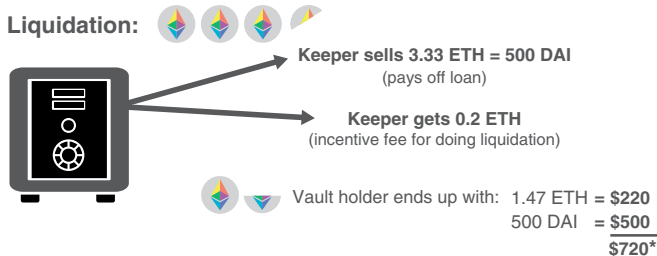 Liquidation:
Keeper sells 3.33 ETH = 500 DAI
(pays off loan)
Keeper gets 0.2 ETH
(incentive fee for doing liquidation)
Vault holder ends up with: 1.47 ETH = $220
500 DAI = $500
$720*